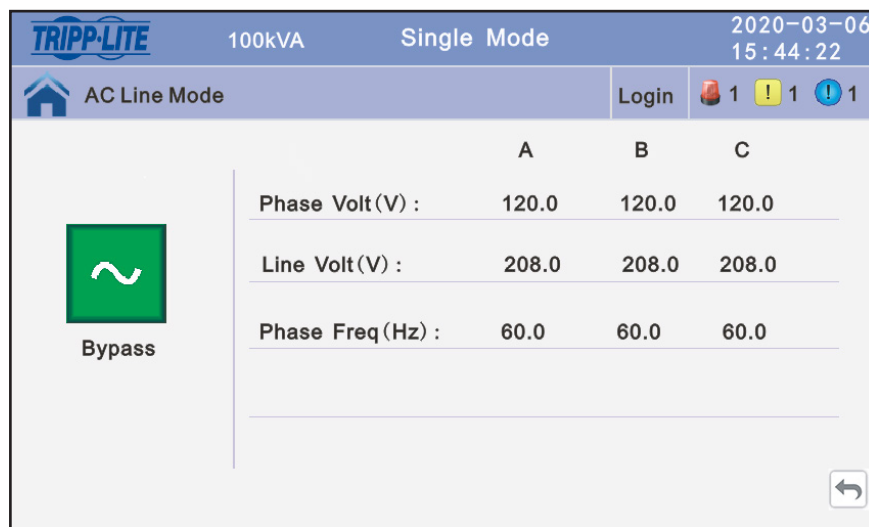 TRIPP·LITE 100kVA Single Mode 2020-03-06
15:44:22
AC Line Mode Login 1 ! 1 ! 1
A B C
Phase Volt(V): 120.0 120.0 120.0
Line Volt(V): 208.0 208.0 208.0
Phase Freq(Hz): 60.0 60.0 60.0
Bypass